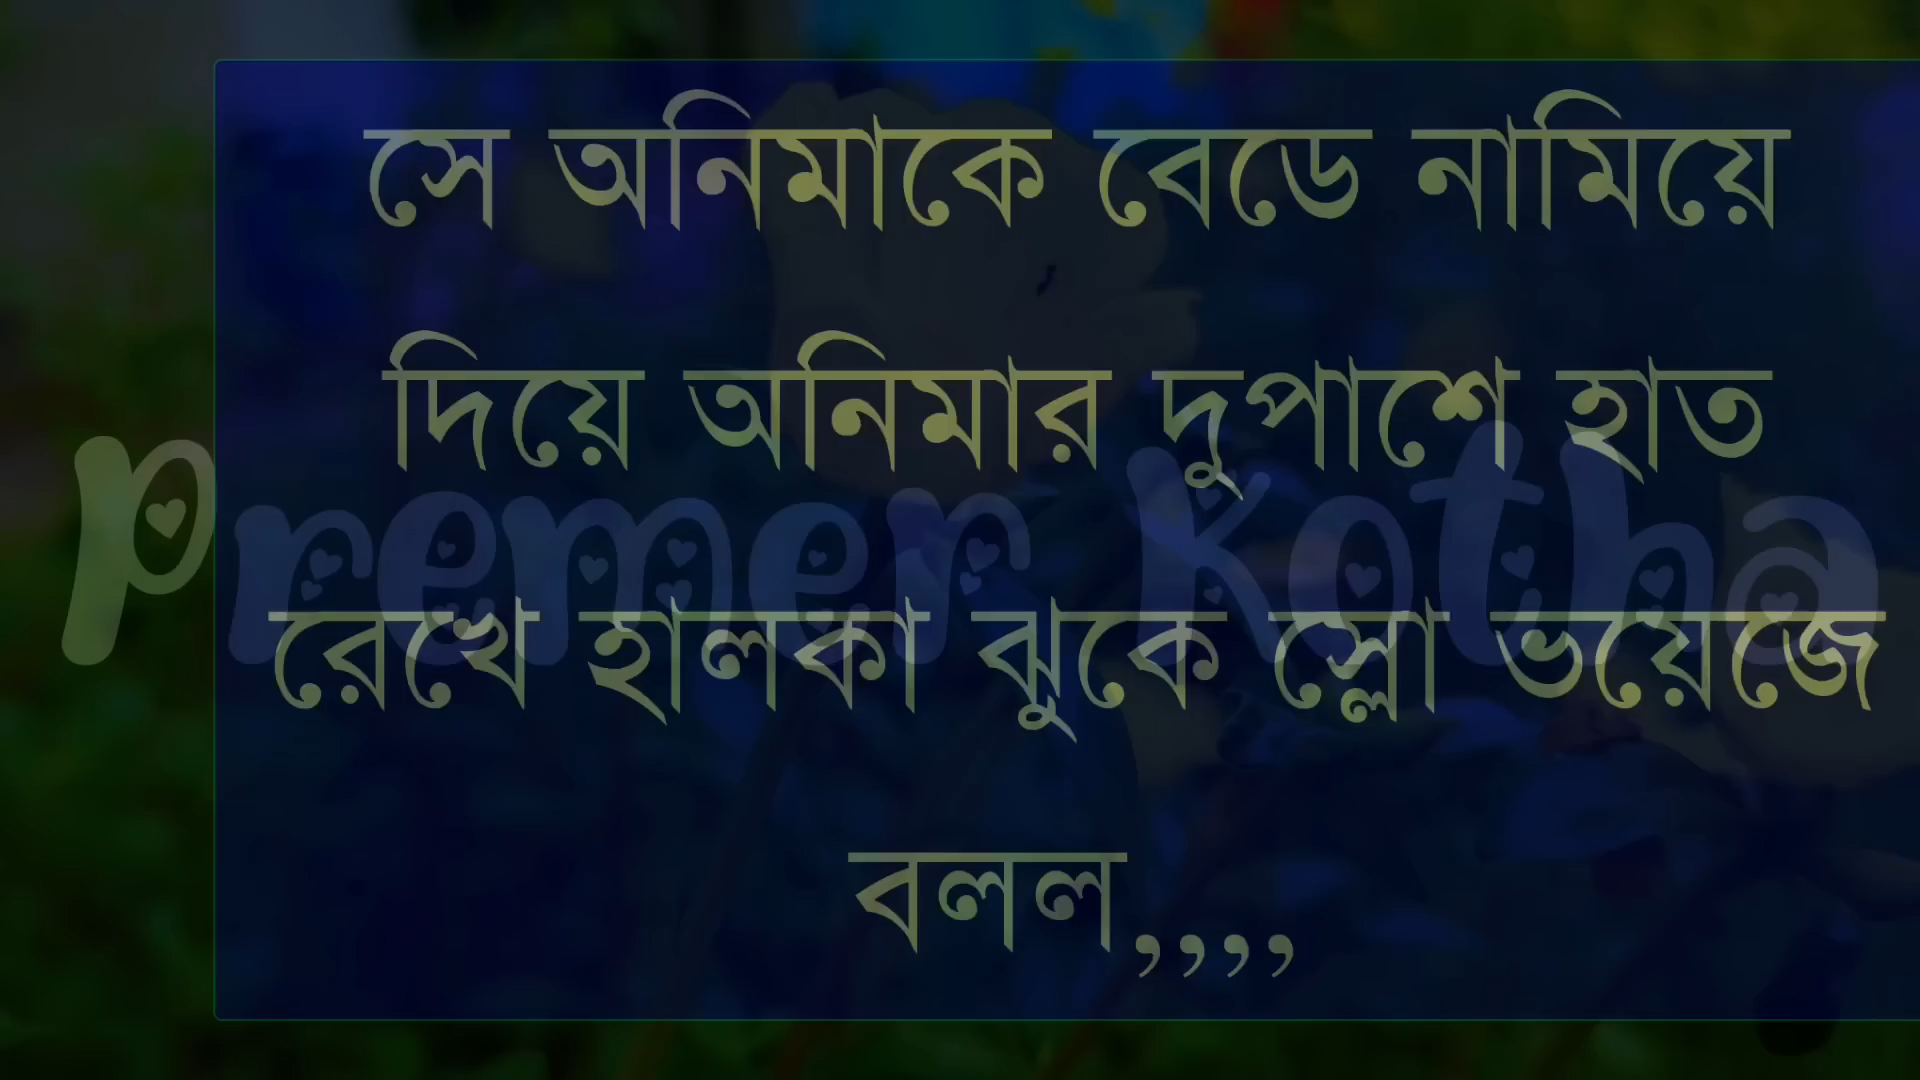 সে অনিমাকে বেডে নামিয়ে
দিয়ে অনিমার দুপাশে হাত
Premer Kotha
রেখে হালকা ঝুকে স্লো ভয়েজে
বলল,,,,